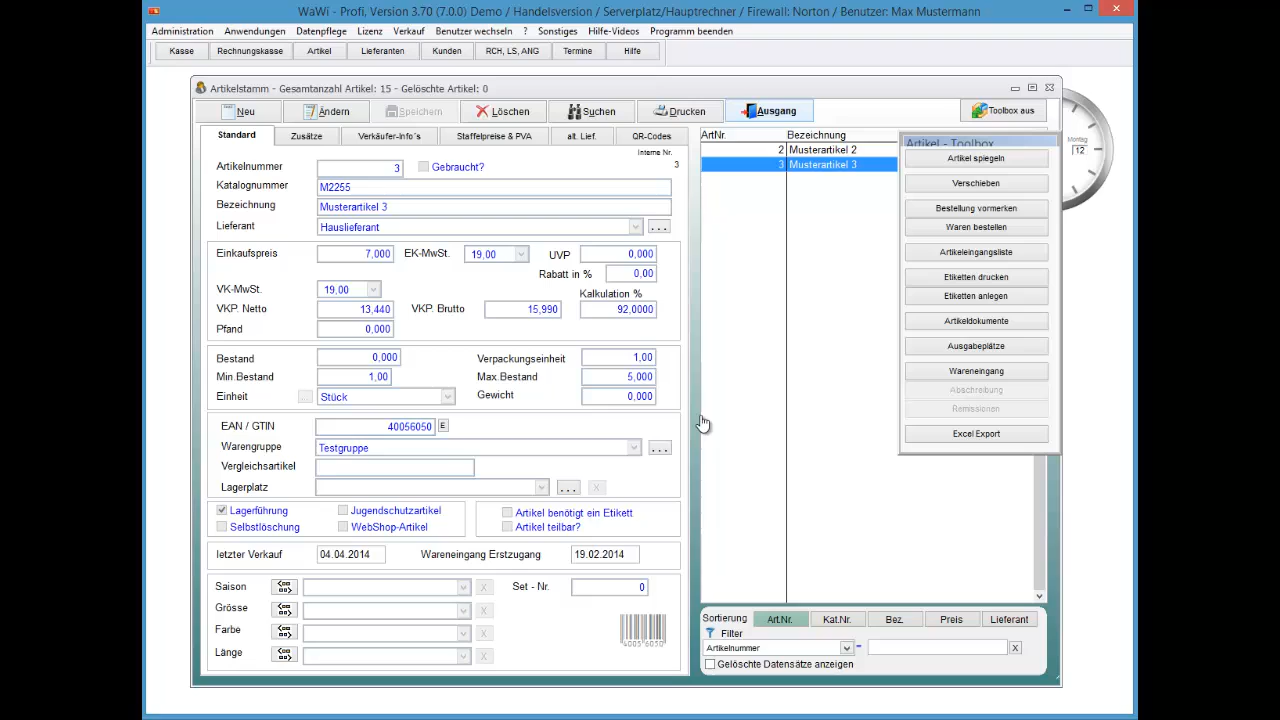 WaWi - Profi, Version 3.70 (7.0.0) Demo / Handelsversion / Serverplatz/Hauptrechner / Firewall: Norton / Benutzer: Max Mustermann
Administration Anwendungen Datenpflege Lizenz Verkauf Benutzer wechseln ? Sonstiges Hilfe-Videos Programm beenden
Kasse Rechnungskasse Artikel Lieferanten Kunden RCH, LS, ANG Termine Hilfe
Artikelstamm - Gesamtanzahl Artikel: 15 - Gelöschte Artikel: 0
Neu Ändern Speichern Löschen Suchen Drucken Ausgang Toolbox aus
Standard Zusätze Verkäufer-Info´s Staffelpreise & PVA alt. Lief. QR-Codes
Interne Nr.
3
Artikelnummer 3 Gebraucht?
Katalognummer M2255
Bezeichnung Musterartikel 3
Lieferant Hauslieferant ...
Einkaufspreis 7,000 EK-MwSt. 19,00 UVP 0,000
Rabatt in % 0,00
VK-MwSt. 19,00 Kalkulation %
VKP. Netto 13,440 VKP. Brutto 15,990 92,0000
Pfand 0,000
Bestand 0,000 Verpackungseinheit 1,00
Min.Bestand 1,00 Max.Bestand 5,000
Einheit ... Stück Gewicht 0,000
EAN / GTIN 40056050 E
Warengruppe Testgruppe ...
Vergleichsartikel
Lagerplatz ... X
Lagerführung Jugendschutzartikel Artikel benötigt ein Etikett
Selbstlöschung WebShop-Artikel Artikel teilbar?
letzter Verkauf 04.04.2014 Wareneingang Erstzugang 19.02.2014
Saison X Set - Nr. 0
Grösse X
Farbe X
Länge X
40056050
ArtNr. Bezeichnung
2 Musterartikel 2
3 Musterartikel 3
Artikel - Toolbox
Artikel spiegeln
Verschieben
Bestellung vormerken
Waren bestellen
Artikeleingangsliste
Etiketten drucken
Etiketten anlegen
Artikeldokumente
Ausgabeplätze
Wareneingang
Abschreibung
Remissionen
Excel Export
Montag
12
Sortierung Art.Nr. Kat.Nr. Bez. Preis Lieferant
Filter
Artikelnummer = X
Gelöschte Datensätze anzeigen